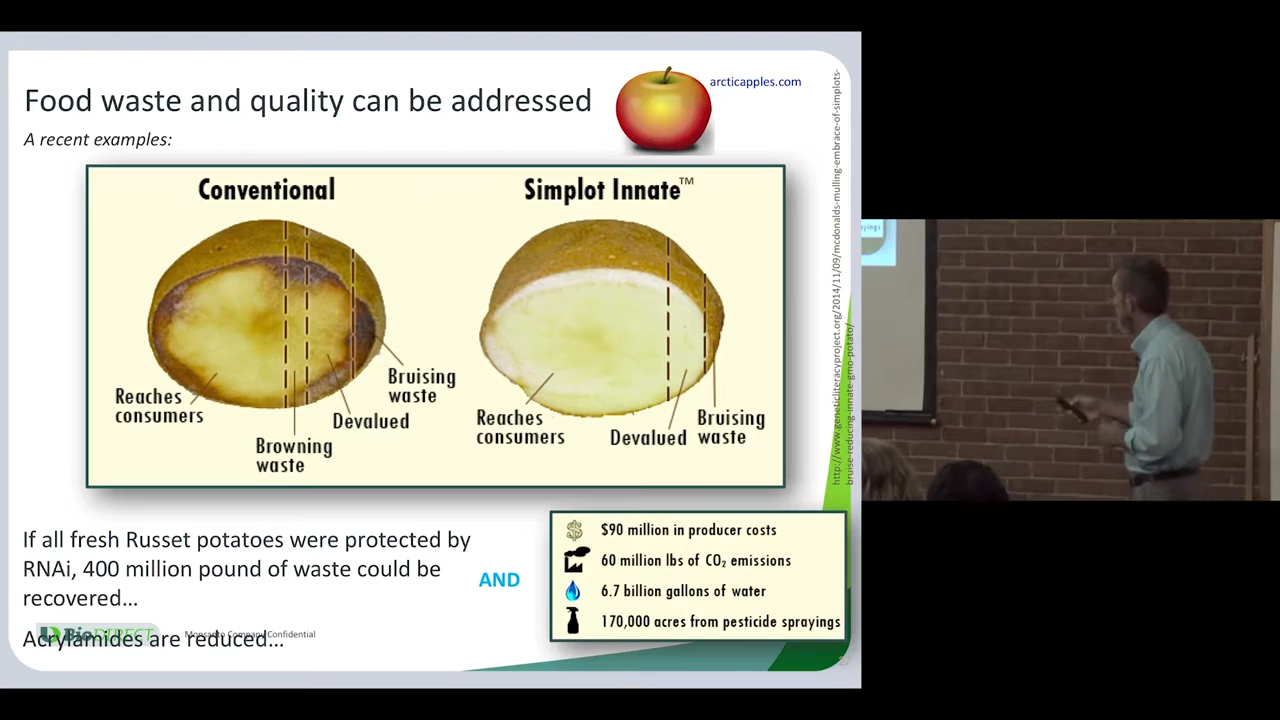 Food waste and quality can be addressed
arcticapples.com
A recent examples:
Conventional
Simplot Innate™
Reaches
consumers
Browning
waste
Devalued
Bruising
waste
Reaches
consumers
Devalued
Bruising
waste
http://www.geneticliteracyproject.org/2014/11/09/mcdonalds-mulling-embrace-of-simplots-
bruise-reducing-innate-gmo-potato/
If all fresh Russet potatoes were protected by
RNAi, 400 million pound of waste could be
recovered…
AND
$90 million in producer costs
60 million lbs of CO₂ emissions
6.7 billion gallons of water
170,000 acres from pesticide sprayings
Acrylamides are reduced…
BioDIRECT
Monsanto Company Confidential